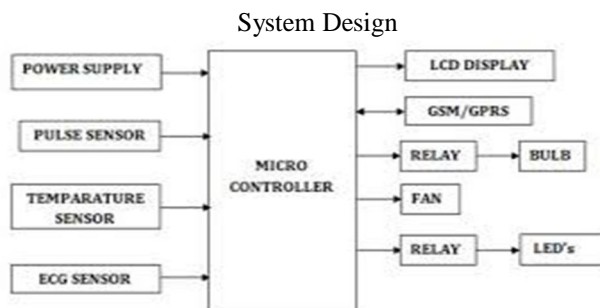 System Design
POWER SUPPLY
PULSE SENSOR
TEMPARATURE
SENSOR
ECG SENSOR
MICRO
CONTROLLER
LCD DISPLAY
GSM/GPRS
RELAY
BULB
FAN
RELAY
LED's